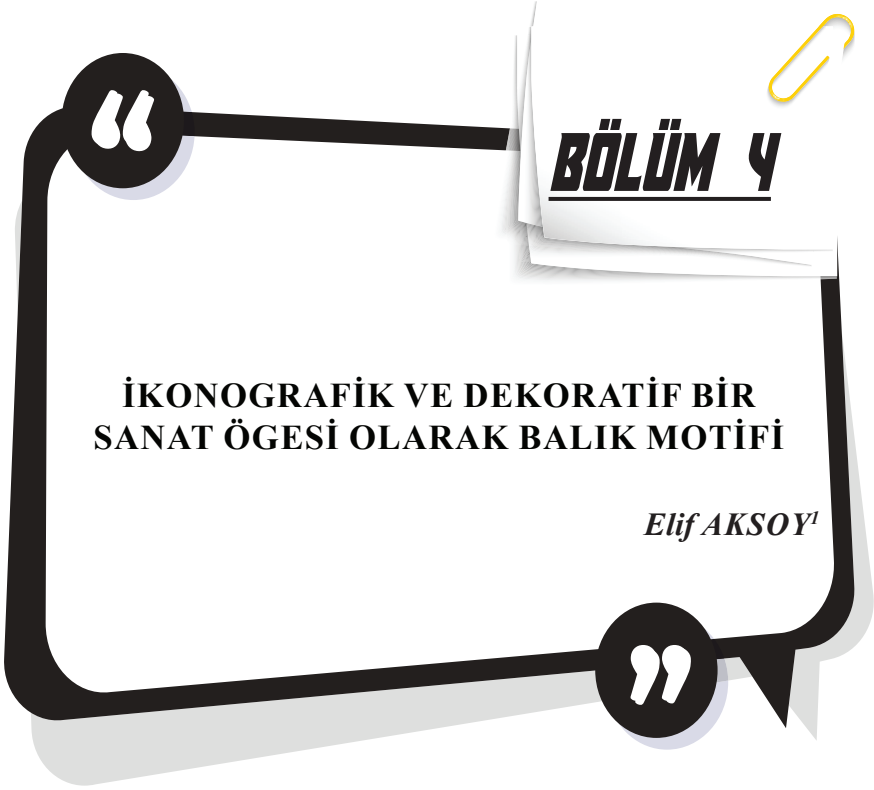 BÖLÜM 4
İKONOGRAFİK VE DEKORATİF BİR
SANAT ÖGESİ OLARAK BALIK MOTİFİ
Elif AKSOY¹